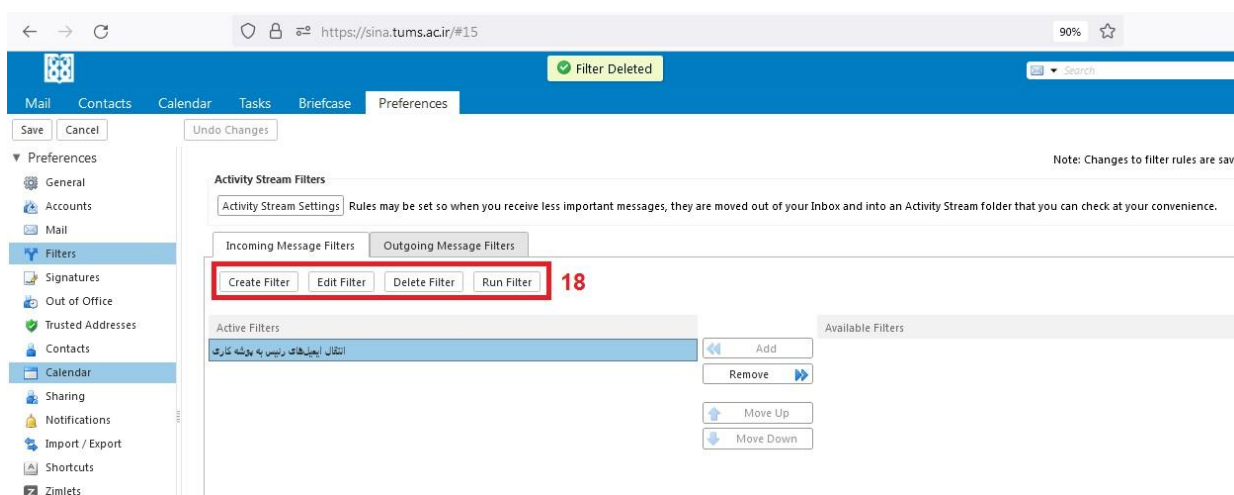 https://sina.tums.ac.ir/#15 90%
Filter Deleted
Search
Mail Contacts Calendar Tasks Briefcase Preferences
Save Cancel Undo Changes
Preferences
Note: Changes to filter rules are sav
General
Activity Stream Filters
Accounts
Activity Stream Settings Rules may be set so when you receive less important messages, they are moved out of your Inbox and into an Activity Stream folder that you can check at your convenience.
Mail
Filters
Incoming Message Filters Outgoing Message Filters
Signatures
Create Filter Edit Filter Delete Filter Run Filter 18
Out of Office
Trusted Addresses
Active Filters Available Filters
Contacts
انتقال ایمیل‌های رئیس به پوشه کاری
Add
Calendar
Remove
Sharing
Notifications
Move Up
Import / Export
Move Down
Shortcuts
Zimlets